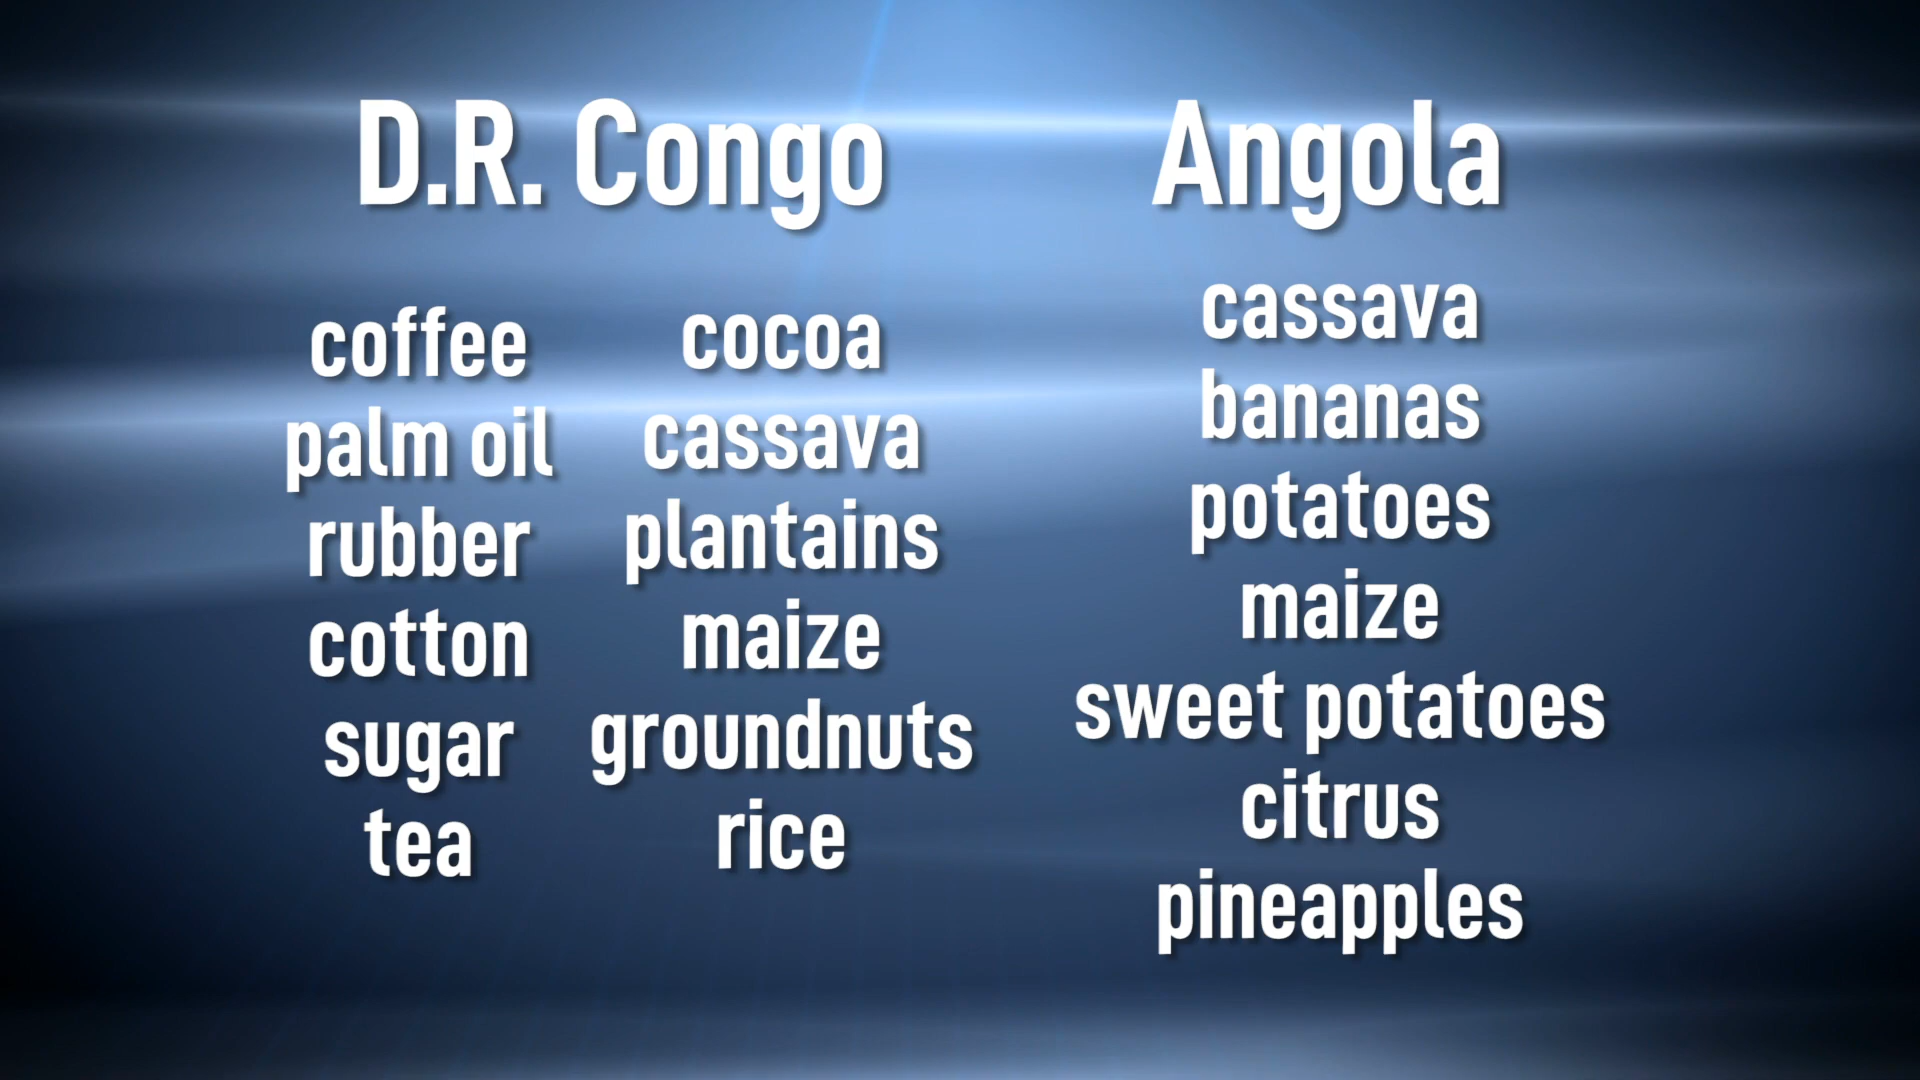 D.R. Congo
coffee
palm oil
rubber
cotton
sugar
tea
cocoa
cassava
plantains
maize
groundnuts
rice
Angola
cassava
bananas
potatoes
maize
sweet potatoes
citrus
pineapples